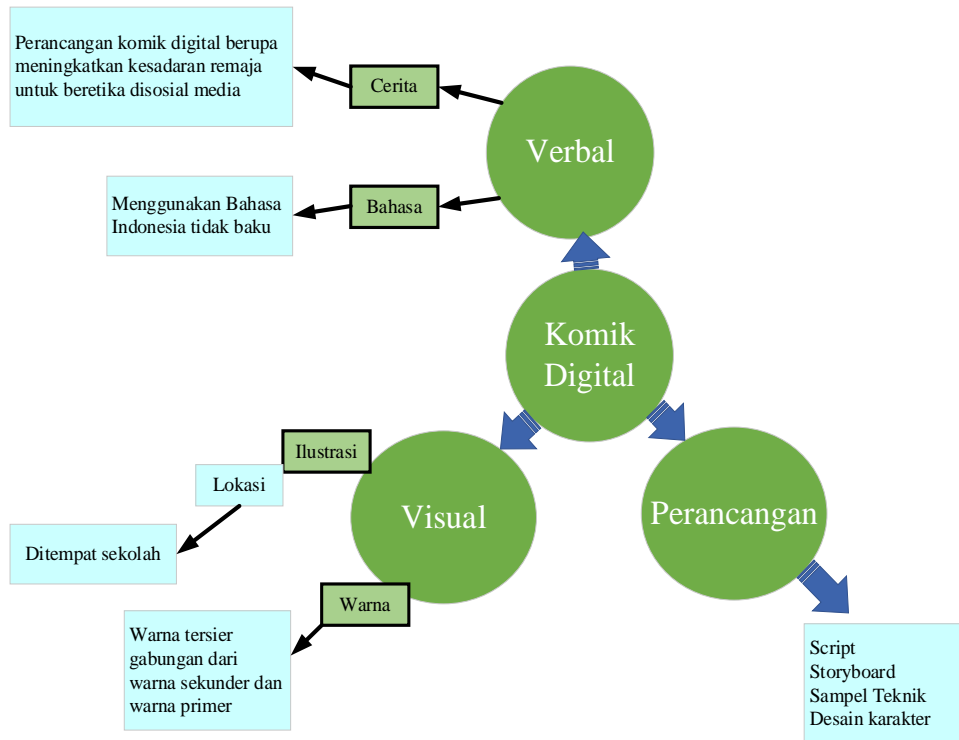 Perancangan komik digital berupa
meningkatkan kesadaran remaja
untuk beretika disosial media
Cerita
Verbal
Menggunakan Bahasa
Indonesia tidak baku
Bahasa
Komik
Digital
Ilustrasi
Lokasi
Ditempat sekolah
Visual
Perancangan
Warna
Warna tersier
gabungan dari
warna sekunder dan
warna primer
Script
Storyboard
Sampel Teknik
Desain karakter